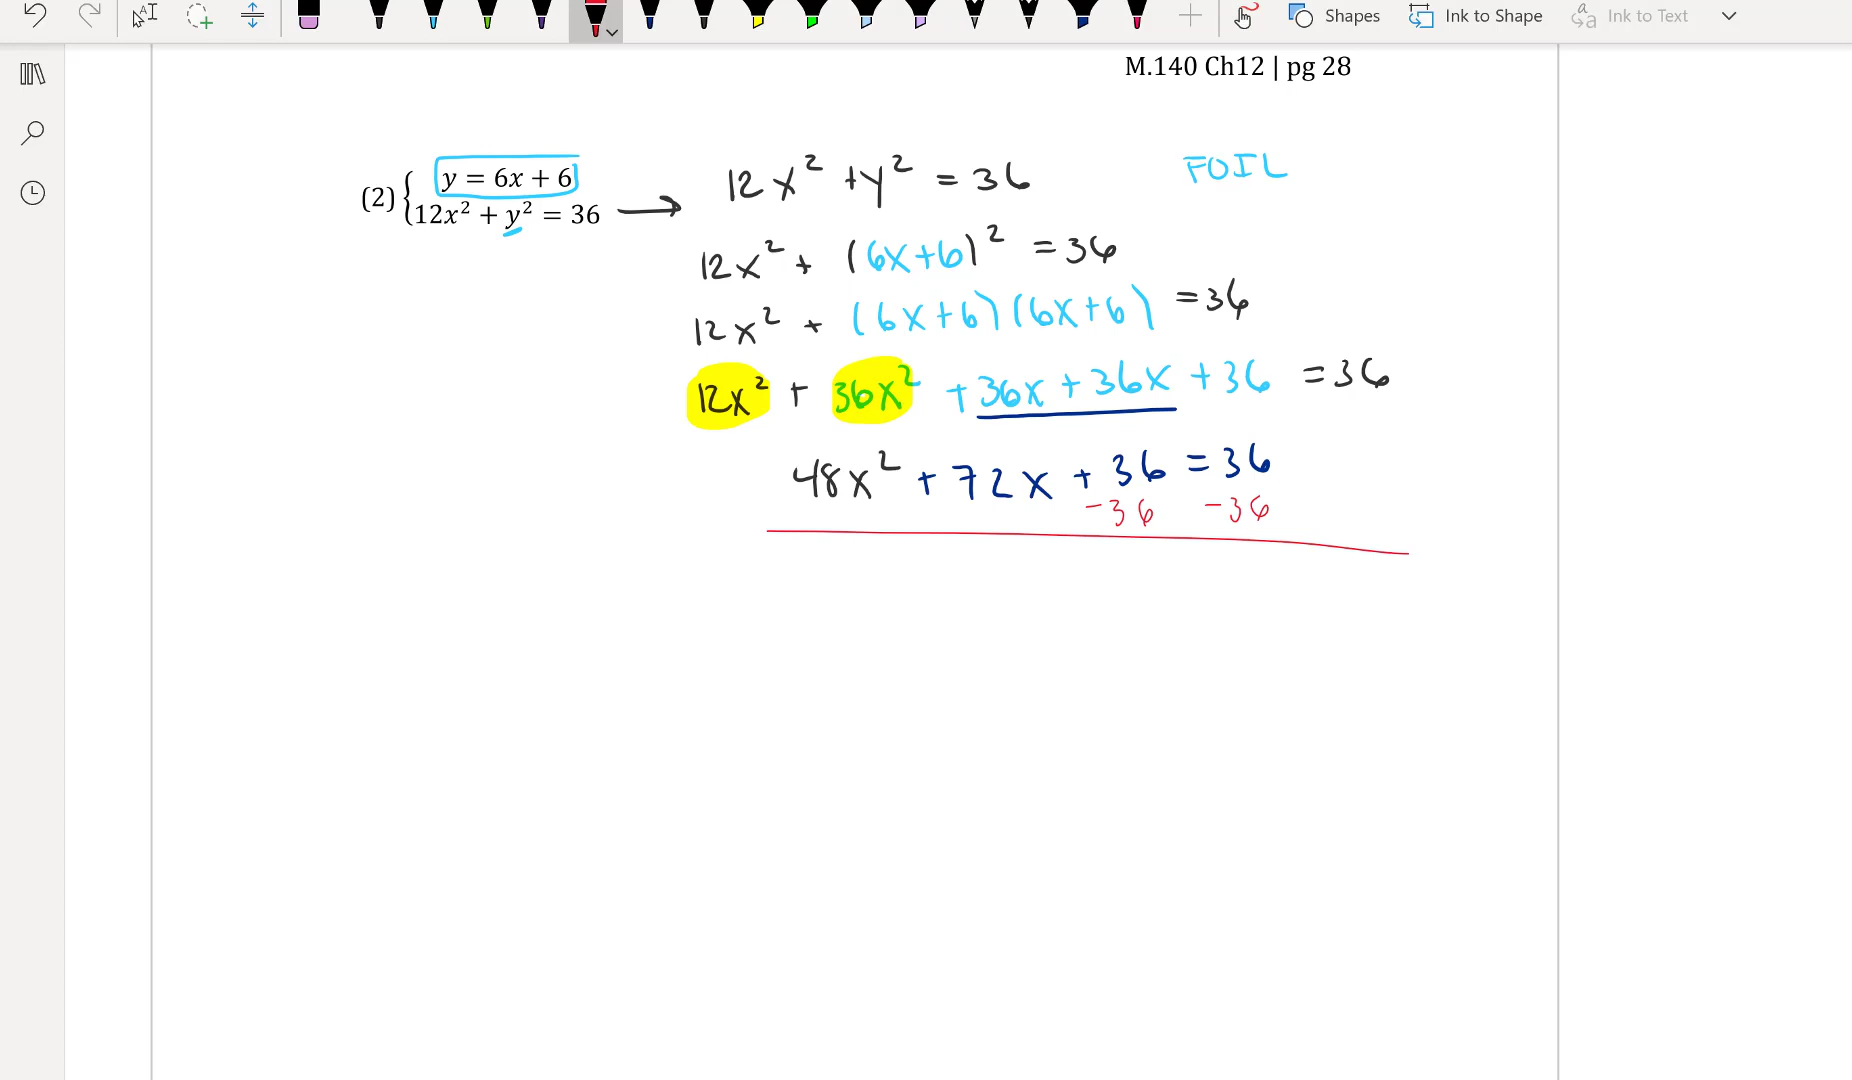 Shapes Ink to Shape Ink to Text
M.140 Ch12 | pg 28
(2) { y = 6x + 6
12x² + y² = 36
12x² + y² = 36
FOIL
12x² + (6x+6)² = 36
12x² + (6x+6)(6x+6) = 36
12x² + 36x² + 36x + 36x + 36 = 36
48x² + 72x + 36 = 36
-36 -36